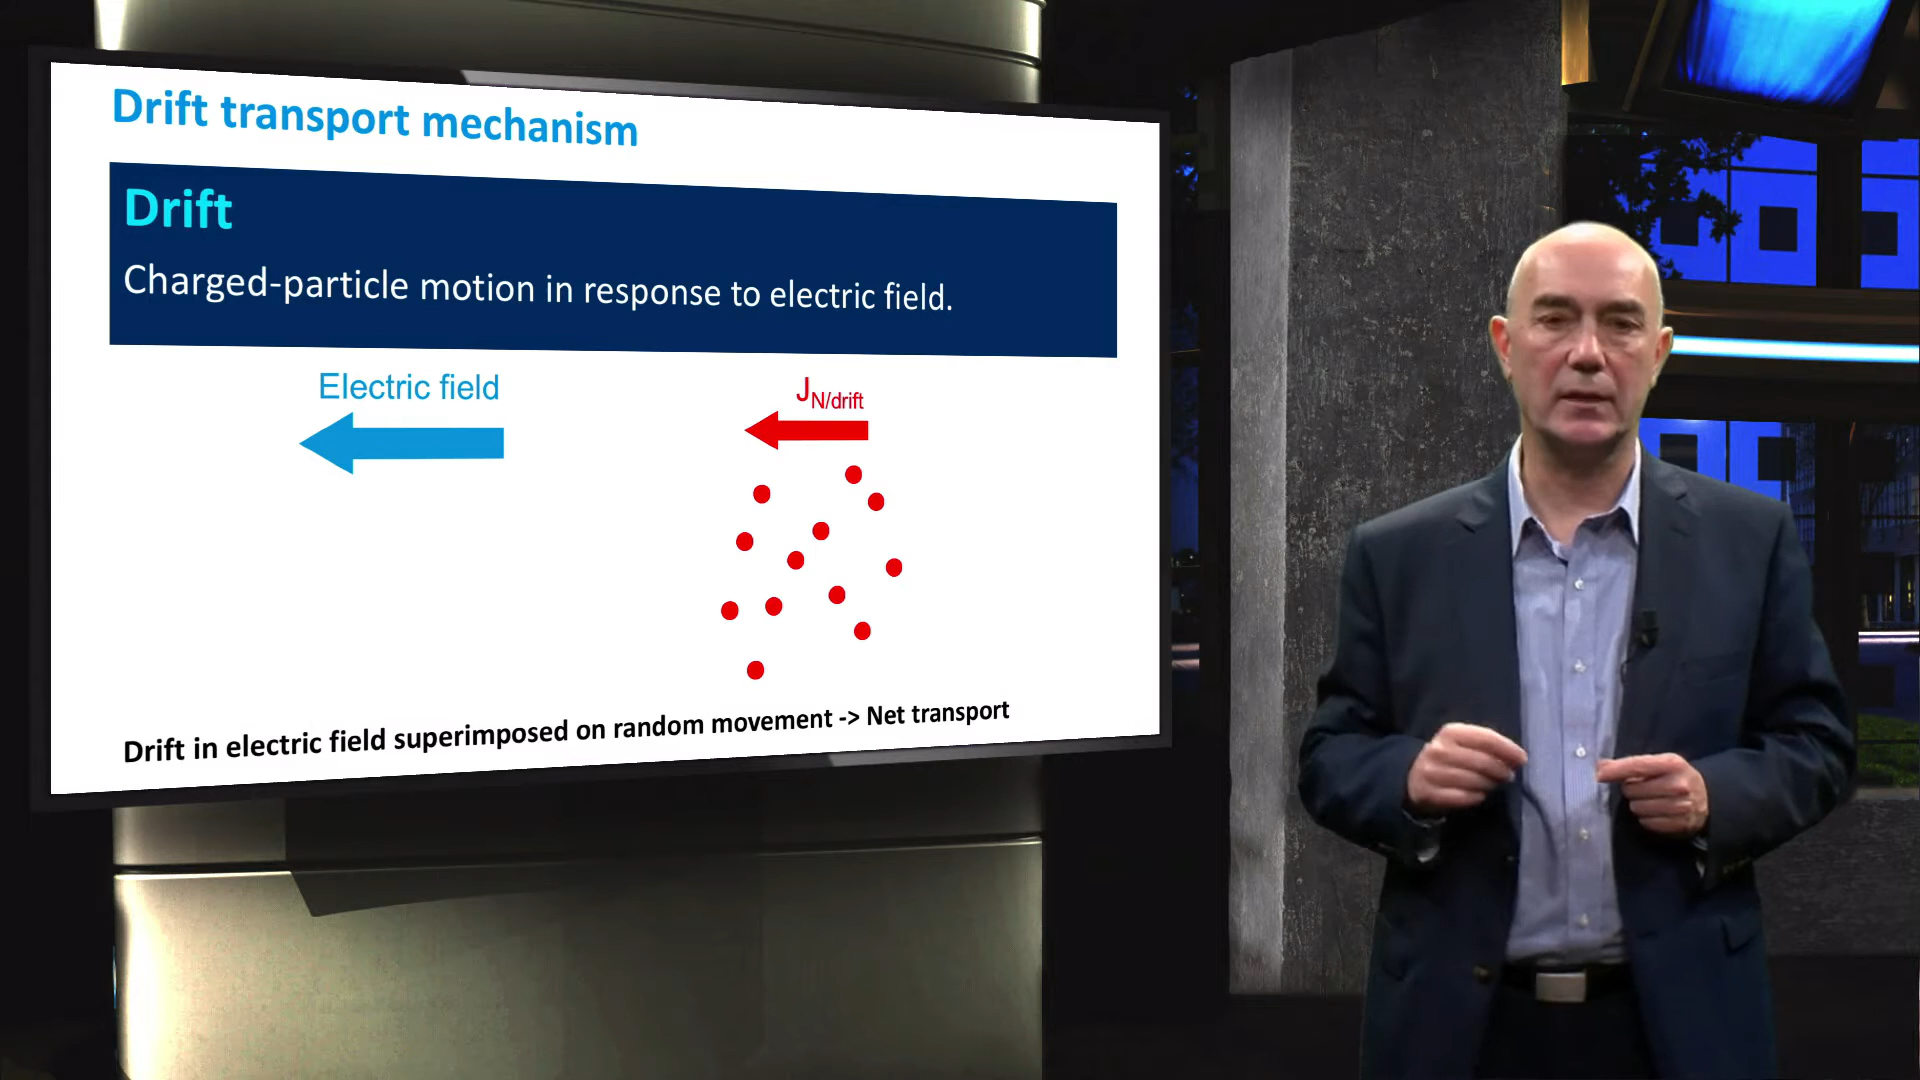 Drift transport mechanism
Drift
Charged-particle motion in response to electric field.
Electric field
J_N/drift
Drift in electric field superimposed on random movement -> Net transport